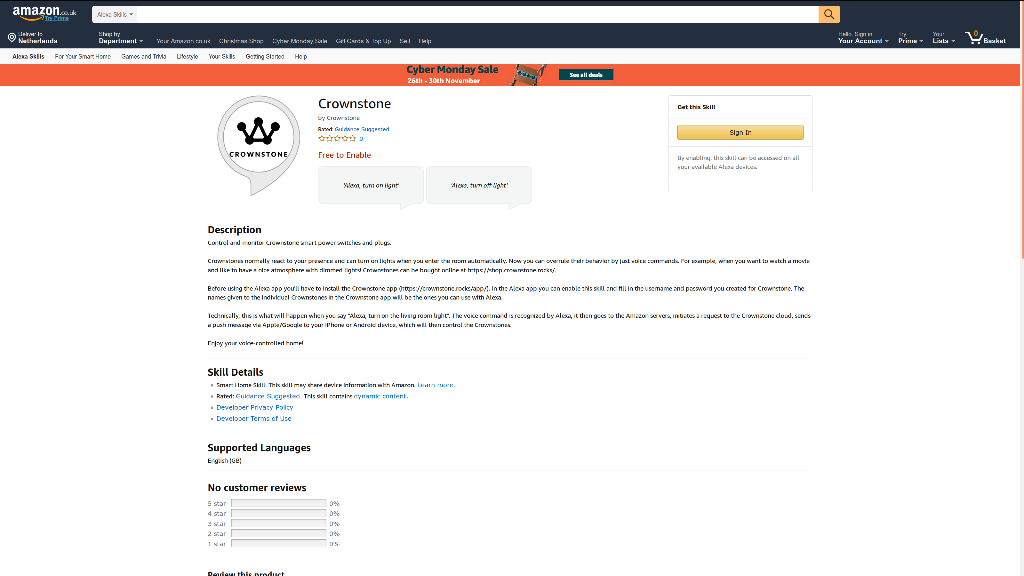 amazon.co.uk
Try Prime
Alexa Skills
Deliver to
Netherlands
Shop by
Department
Your Amazon.co.uk
Christmas Shop
Cyber Monday Sale
Gift Cards & Top Up
Sell
Help
Hello. Sign in
Your Account
Try
Prime
Your
Lists
0
Basket
Alexa Skills
For Your Smart Home
Games and Trivia
Lifestyle
Your Skills
Getting Started
Help
Cyber Monday Sale
26th - 30th November
See all deals
CROWNSTONE
Crownstone
by Crownstone
Rated: Guidance Suggested
0
Free to Enable
"Alexa, turn on light"
"Alexa, turn off light"
Get this Skill
Sign In
By enabling, this skill can be accessed on all
your available Alexa devices.
Description
Control and monitor Crownstone smart power switches and plugs.
Crownstones normally react to your presence and can turn on lights when you enter the room automatically. Now you can overrule their behavior by just voice commands. For example, when you want to watch a movie
and like to have a nice atmosphere with dimmed lights! Crownstones can be bought online at https://shop.crownstone.rocks/.
Before using the Alexa app you'll have to install the Crownstone app (https://crownstone.rocks/app/). In the Alexa app you can enable this skill and fill in the username and password you created for Crownstone. The
names given to the individual Crownstones in the Crownstone app will be the ones you can use with Alexa.
Technically, this is what will happen when you say "Alexa, turn on the living room light". The voice command is recognized by Alexa, it then goes to the Amazon servers, initiates a request to the Crownstone cloud, sends
a push message via Apple/Google to your iPhone or Android device, which will then control the Crownstones.
Enjoy your voice-controlled home!
Skill Details
Smart Home Skill. This skill may share device information with Amazon. Learn more.
Rated: Guidance Suggested. This skill contains dynamic content.
Developer Privacy Policy
Developer Terms of Use
Supported Languages
English (GB)
No customer reviews
5 star 0%
4 star 0%
3 star 0%
2 star 0%
1 star 0%
Review this product